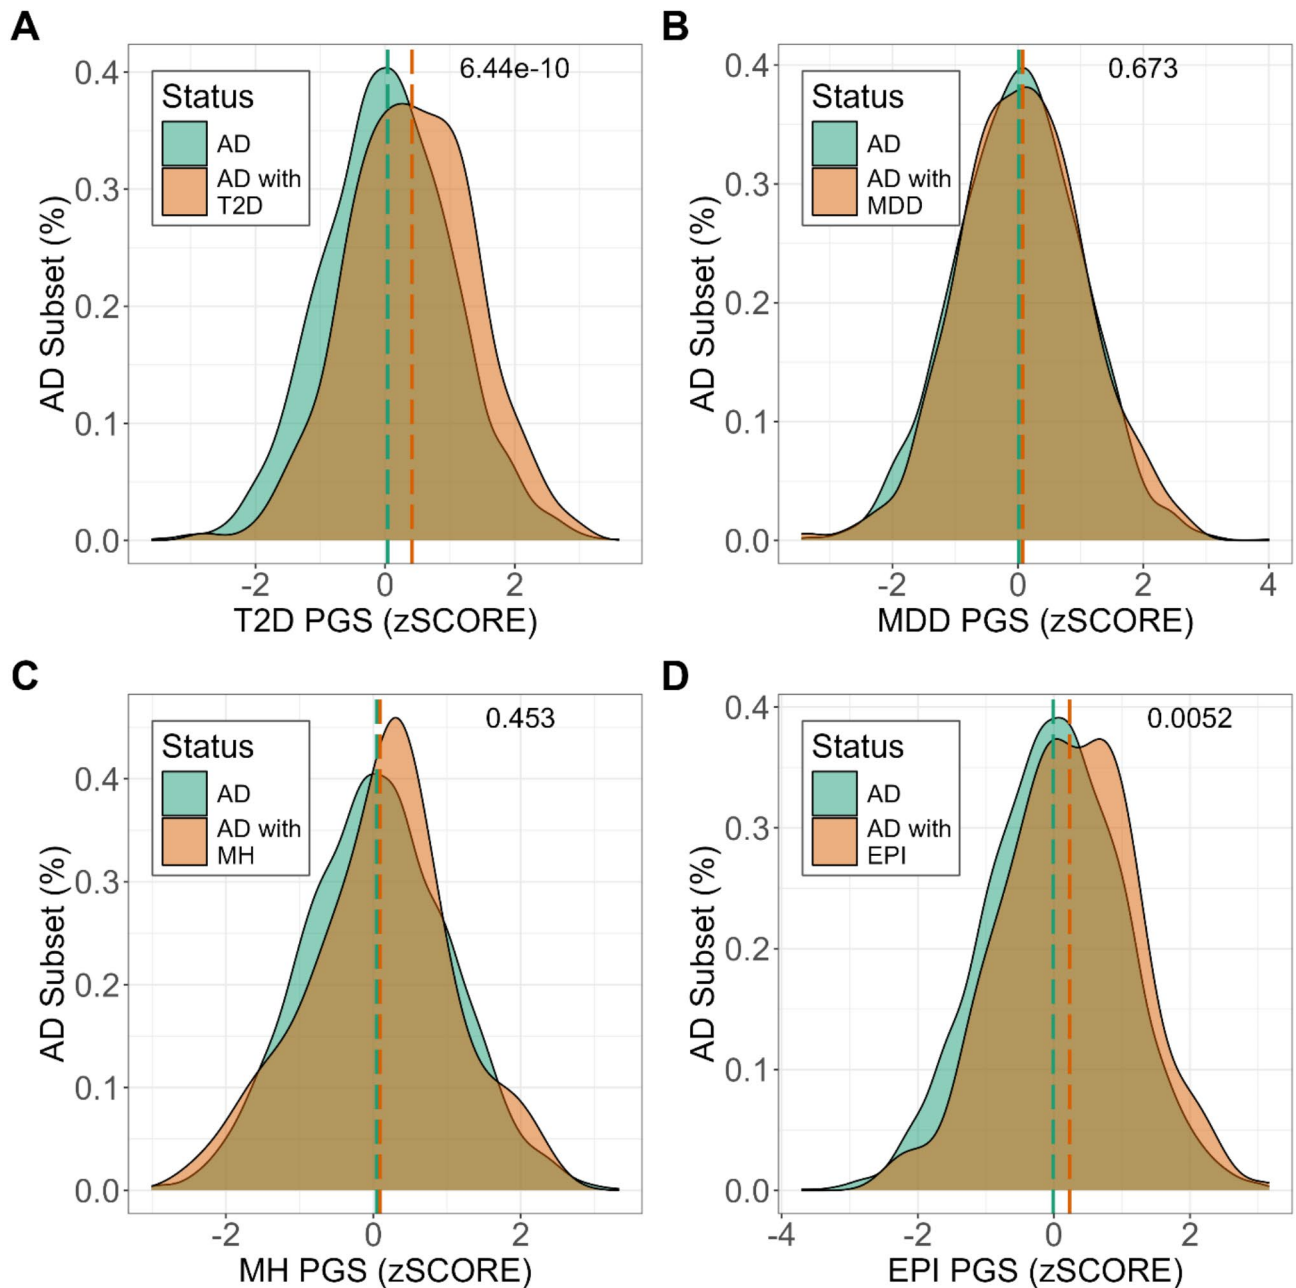 A
6.44e-10
Status
AD
AD with
T2D
AD Subset (%)
0.4
0.3
0.2
0.1
0.0
-2
0
2
T2D PGS (zSCORE)
B
0.673
Status
AD
AD with
MDD
AD Subset (%)
0.4
0.3
0.2
0.1
0.0
-2
0
2
4
MDD PGS (zSCORE)
C
0.453
Status
AD
AD with
MH
AD Subset (%)
0.4
0.3
0.2
0.1
0.0
-2
0
2
MH PGS (zSCORE)
D
0.0052
Status
AD
AD with
EPI
AD Subset (%)
0.4
0.3
0.2
0.1
0.0
-4
-2
0
2
EPI PGS (zSCORE)